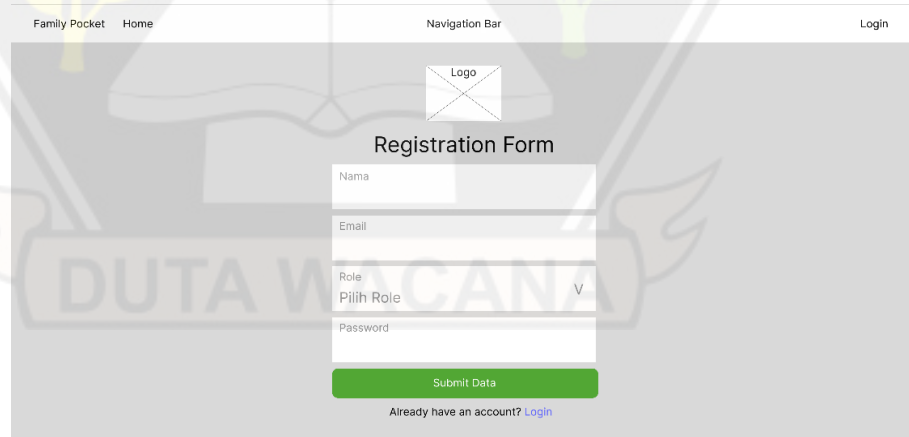 Family Pocket Home Navigation Bar Login
Logo
Registration Form
Nama
Email
Role
Pilih Role V
Password
Submit Data
Already have an account? Login
DUTA WACANA